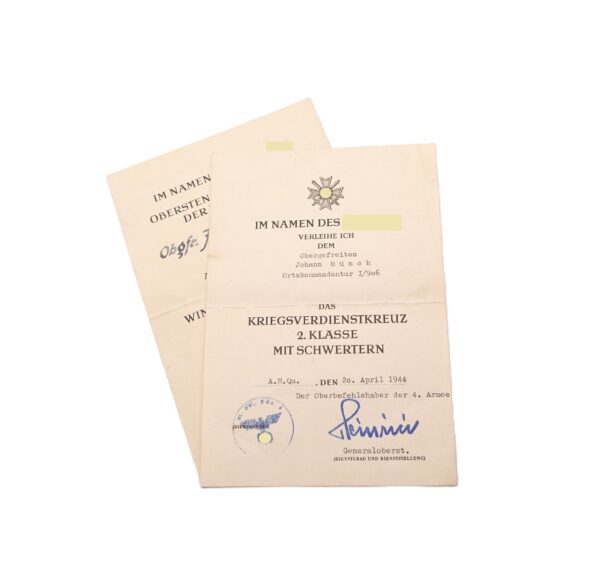 IM NAMEN
OBERSTEN
DER
Obgfr.
WIN
IM NAMEN DES
VERLEIHE ICH
DEM
Obergefreiten
Johann Münch
Ortskommandantur I/906
DAS
KRIEGSVERDIENSTKREUZ
2. KLASSE
MIT SCHWERTERN
A.H.Qu. , DEN 20. April 1944
Der Oberbefehlshaber der 4. Armee
Heinrici
Generaloberst.
(DIENSTGRAD UND DIENSTSTELLUNG)